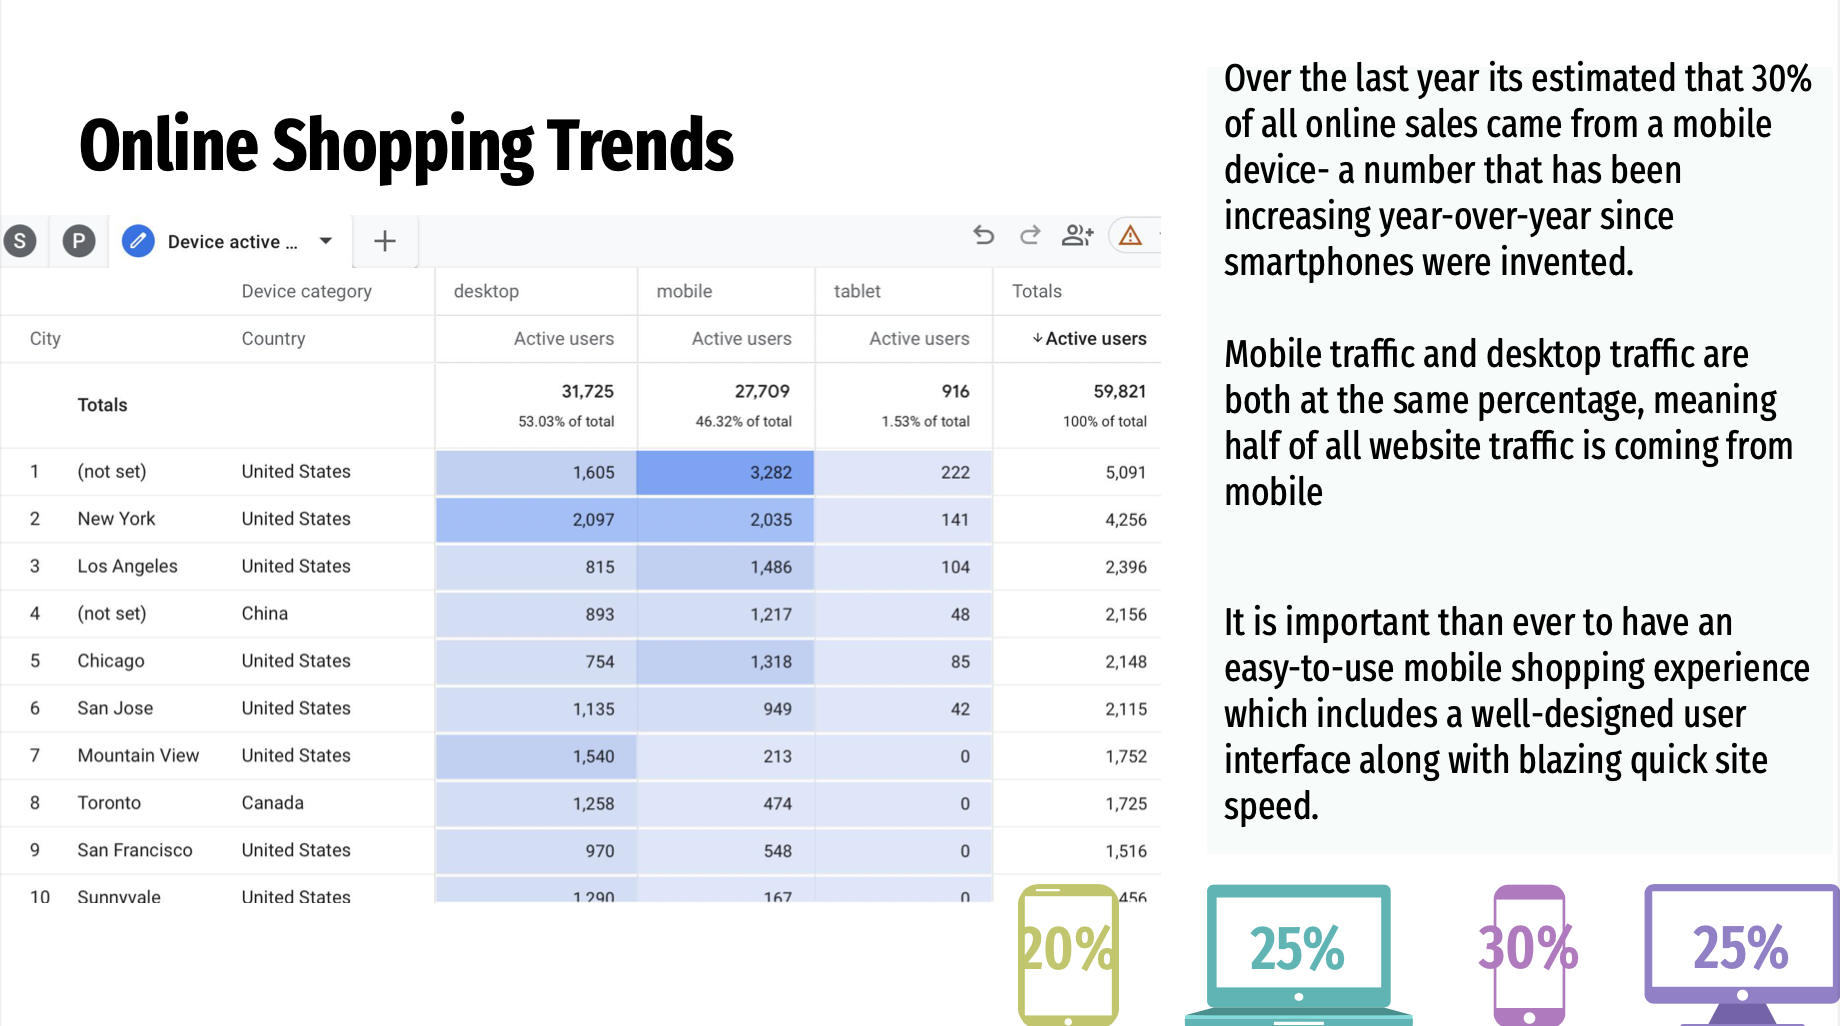 Online Shopping Trends
S P Device active ...
Device category desktop mobile tablet Totals
City Country Active users Active users Active users ↓Active users
Totals 31,725 27,709 916 59,821
53.03% of total 46.32% of total 1.53% of total 100% of total
1 (not set) United States 1,605 3,282 222 5,091
2 New York United States 2,097 2,035 141 4,256
3 Los Angeles United States 815 1,486 104 2,396
4 (not set) China 893 1,217 48 2,156
5 Chicago United States 754 1,318 85 2,148
6 San Jose United States 1,135 949 42 2,115
7 Mountain View United States 1,540 213 0 1,752
8 Toronto Canada 1,258 474 0 1,725
9 San Francisco United States 970 548 0 1,516
10 Sunnyvale United States 1,290 167 0 456
Over the last year its estimated that 30%
of all online sales came from a mobile
device- a number that has been
increasing year-over-year since
smartphones were invented.
Mobile traffic and desktop traffic are
both at the same percentage, meaning
half of all website traffic is coming from
mobile
It is important than ever to have an
easy-to-use mobile shopping experience
which includes a well-designed user
interface along with blazing quick site
speed.
20% 25% 30% 25%